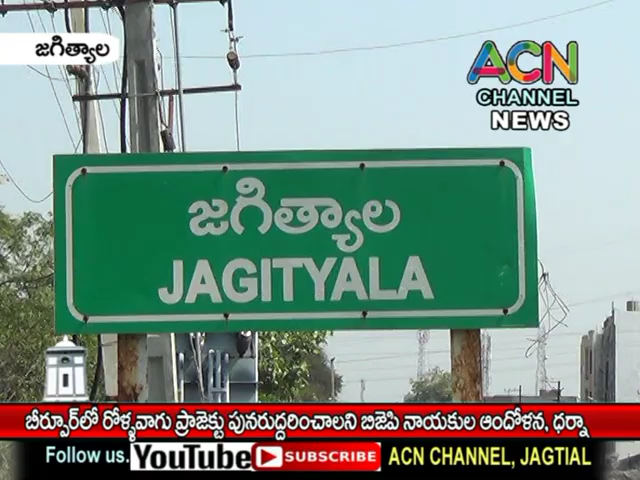 జగిత్యాల
ACN
CHANNEL
NEWS
జగిత్యాల
JAGITYALA
బీర్పూర్‌లో రోళ్ళవాగు ప్రాజెక్టు పునరుద్దరించాలని బిజెపి నాయకుల ఆందోళన, ధర్నా
Follow us. YouTube SUBSCRIBE ACN CHANNEL, JAGTIAL